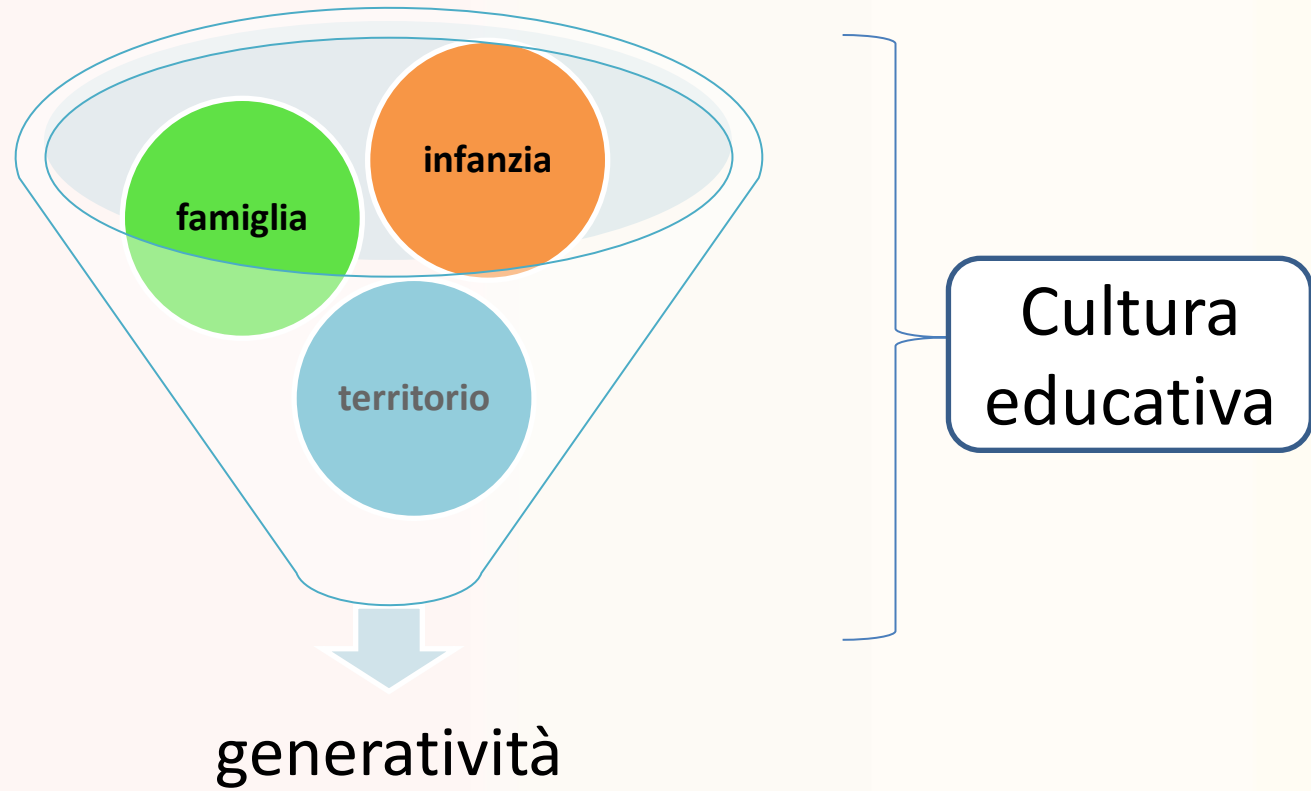 infanzia
famiglia
territorio
Cultura
educativa
generatività